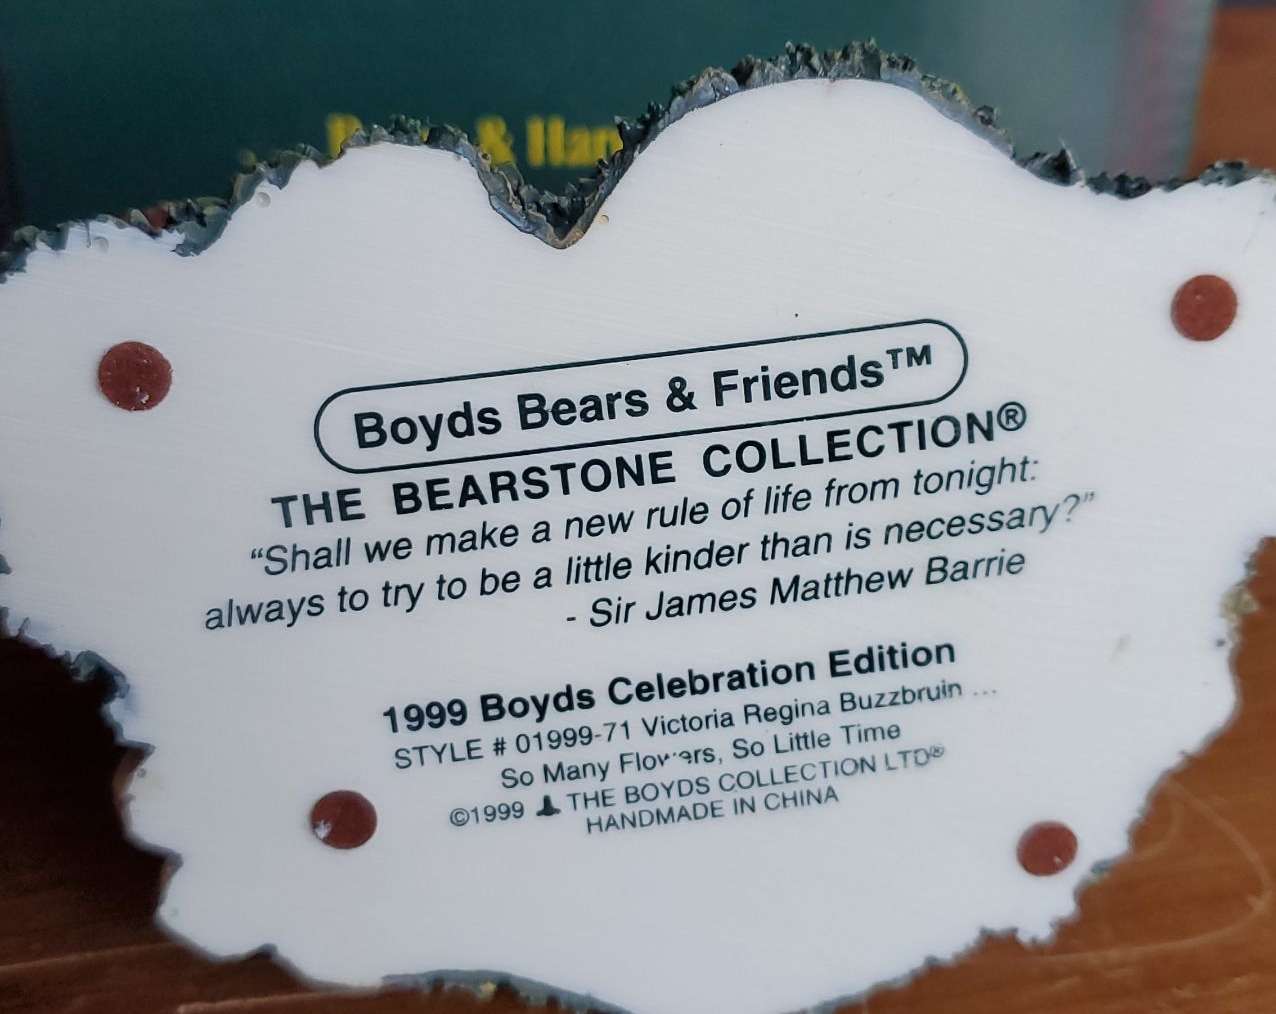 & Han
Boyds Bears & Friends™
THE BEARSTONE COLLECTION®
“Shall we make a new rule of life from tonight:
always to try to be a little kinder than is necessary?”
- Sir James Matthew Barrie
1999 Boyds Celebration Edition
STYLE # 01999-71 Victoria Regina Buzzbruin ...
So Many Flowers, So Little Time
©1999 THE BOYDS COLLECTION LTD®
HANDMADE IN CHINA